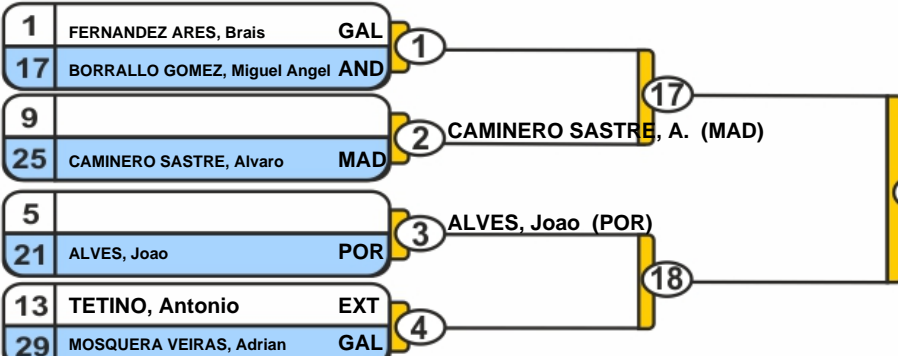 1 FERNANDEZ ARES, Brais GAL
17 BORRALLO GOMEZ, Miguel Angel AND
1
17
9
25 CAMINERO SASTRE, Alvaro MAD
2 CAMINERO SASTRE, A. (MAD)
5
21 ALVES, Joao POR
3 ALVES, Joao (POR)
18
13 TETINO, Antonio EXT
29 MOSQUERA VEIRAS, Adrian GAL
4